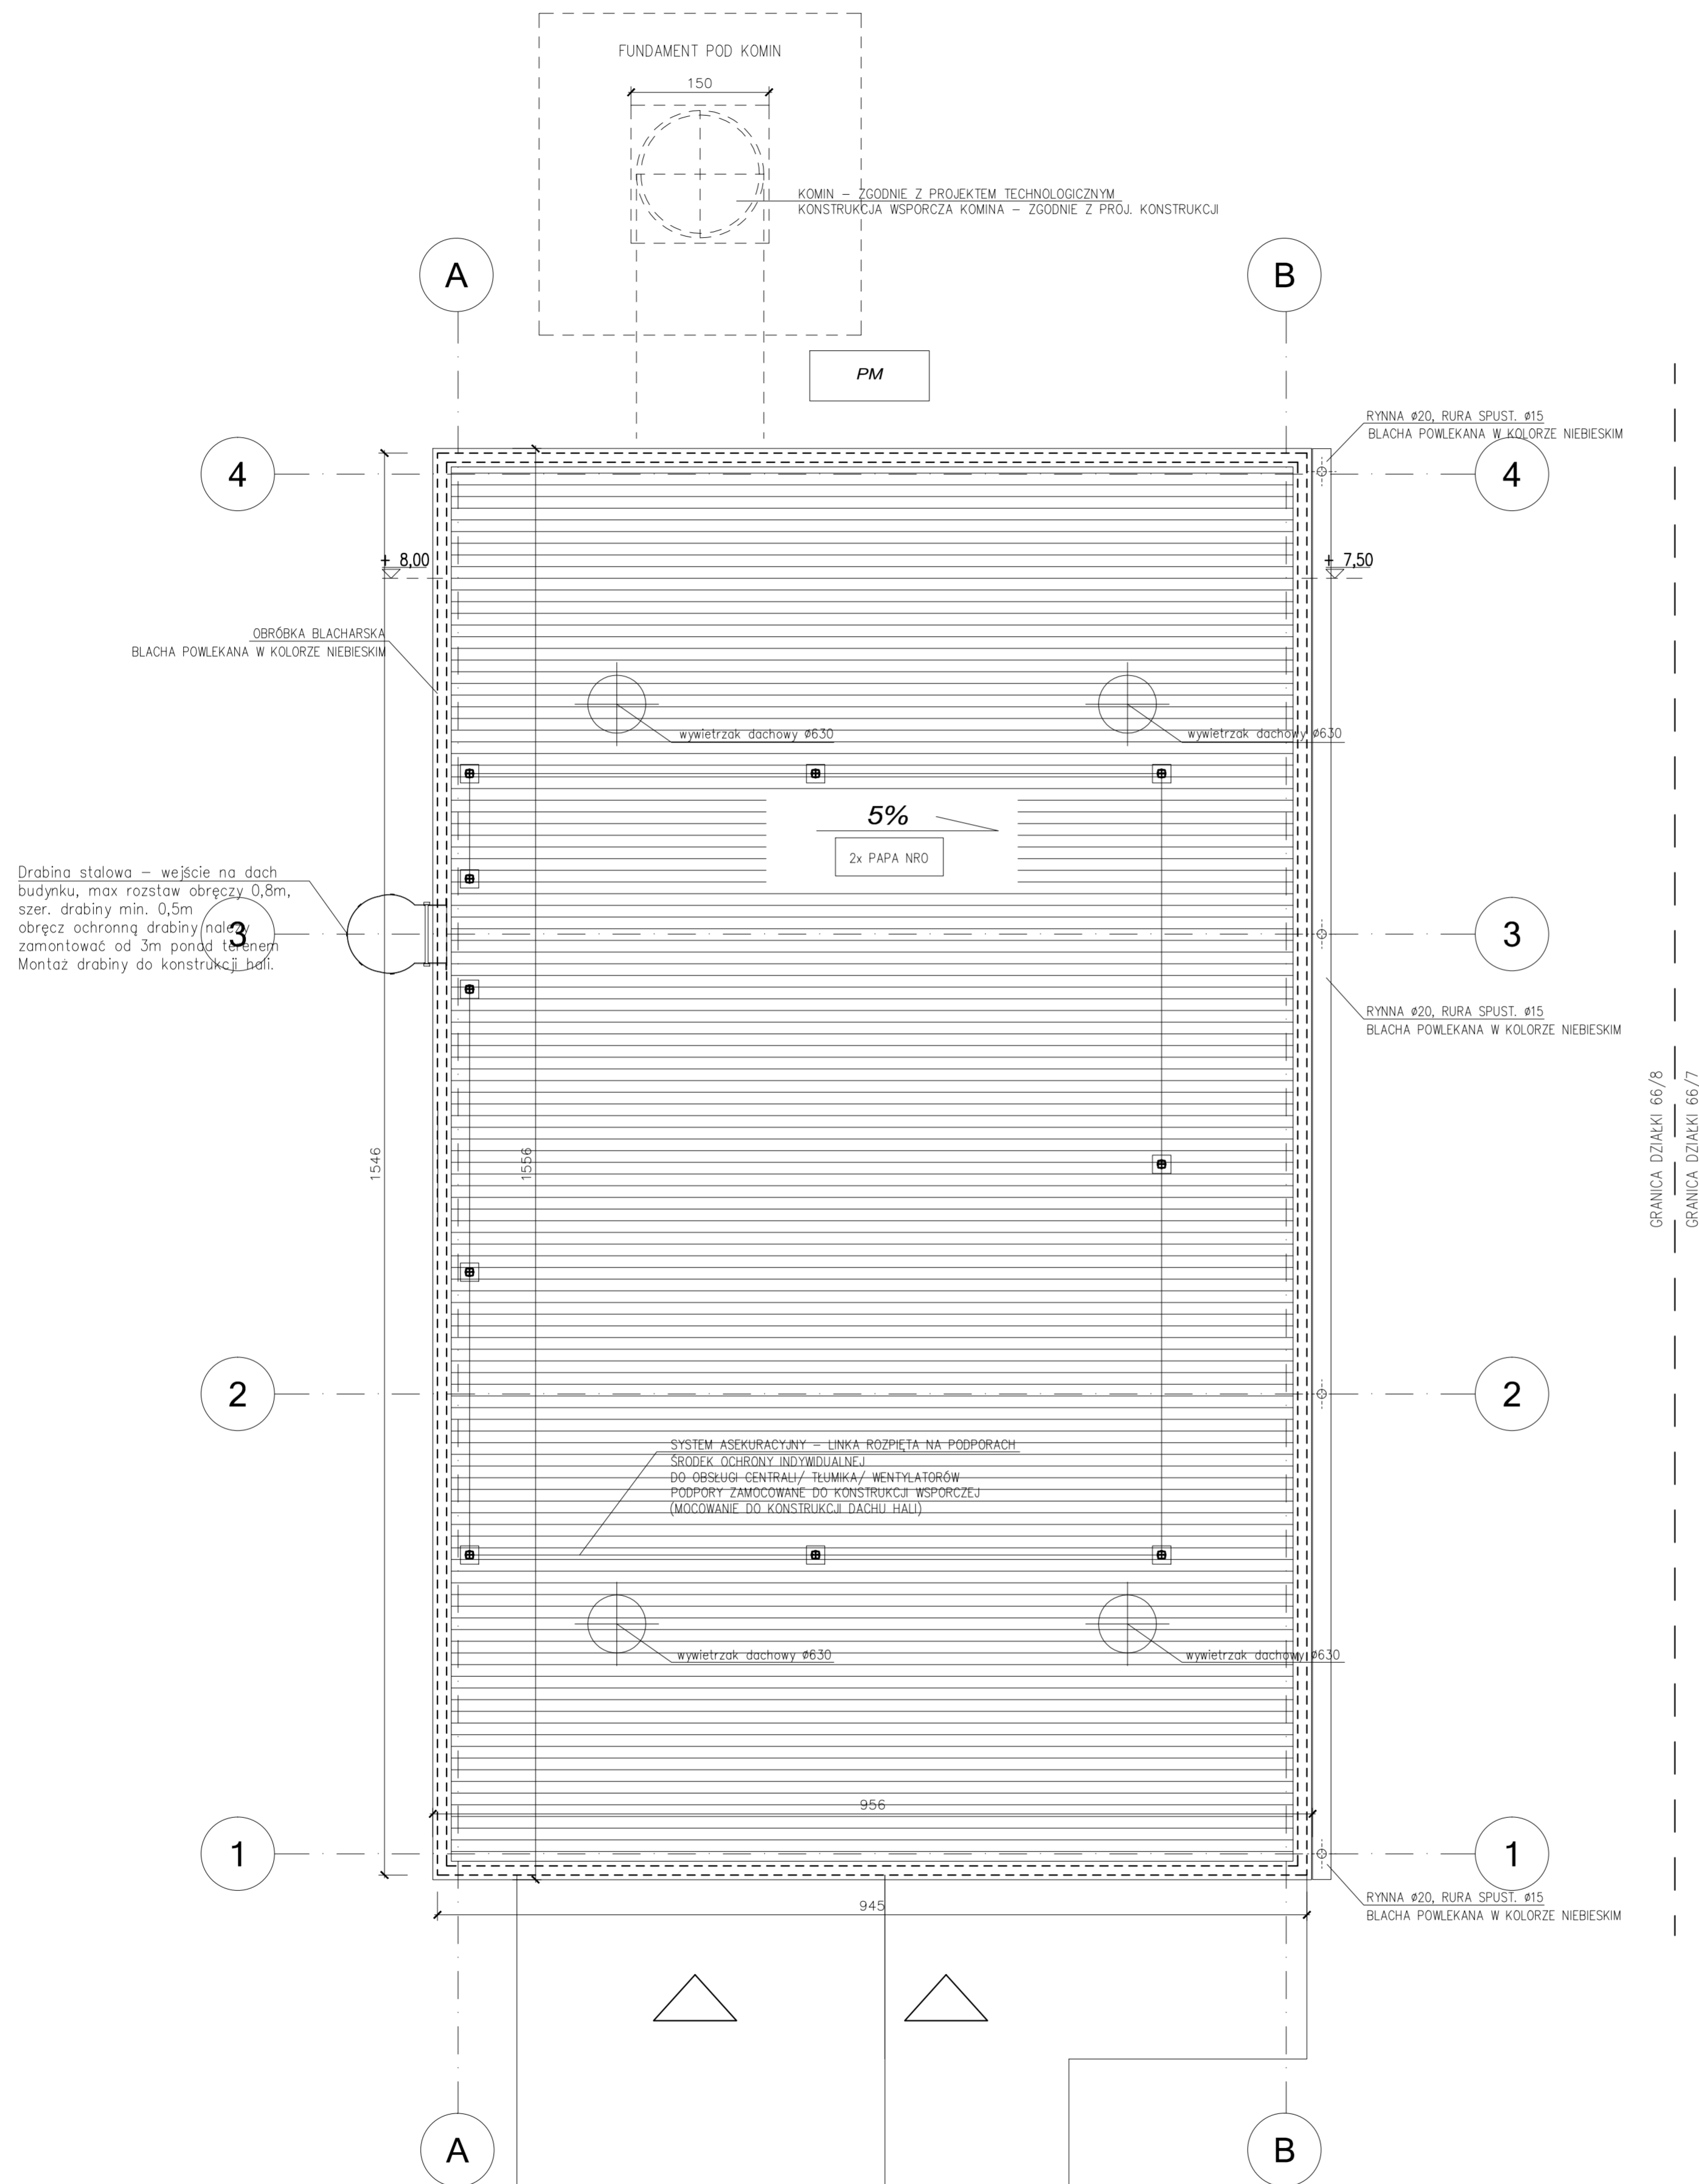 FUNDAMENT POD KOMIN
150
KOMIN – ZGODNIE Z PROJEKTEM TECHNOLOGICZNYM
KONSTRUKCJA WSPORCZA KOMINA – ZGODNIE Z PROJ. KONSTRUKCJI
A
B
PM
RYNNA ø20, RURA SPUST. ø15
BLACHA POWLEKANA W KOLORZE NIEBIESKIM
4
4
+ 8,00
+ 7,50
OBRÓBKA BLACHARSKA
BLACHA POWLEKANA W KOLORZE NIEBIESKIM
wywietrzak dachowy ø630
wywietrzak dachowy ø630
5%
2x PAPA NRO
Drabina stalowa – wejście na dach
budynku, max rozstaw obręczy 0,8m,
szer. drabiny min. 0,5m
obręcz ochronną drabiny należy
zamontować od 3m ponad terenem
Montaż drabiny do konstrukcji hali.
3
3
RYNNA ø20, RURA SPUST. ø15
BLACHA POWLEKANA W KOLORZE NIEBIESKIM
GRANICA DZIAŁKI 66/8
GRANICA DZIAŁKI 66/7
1546
1556
2
2
SYSTEM ASEKURACYJNY – LINKA ROZPIĘTA NA PODPORACH
ŚRODEK OCHRONY INDYWIDUALNEJ
DO OBSŁUGI CENTRALI/ TŁUMIKA/ WENTYLATORÓW
PODPORY ZAMOCOWANE DO KONSTRUKCJI WSPORCZEJ
(MOCOWANIE DO KONSTRUKCJI DACHU HALI)
wywietrzak dachowy ø630
wywietrzak dachowy ø630
956
1
1
RYNNA ø20, RURA SPUST. ø15
BLACHA POWLEKANA W KOLORZE NIEBIESKIM
945
A
B